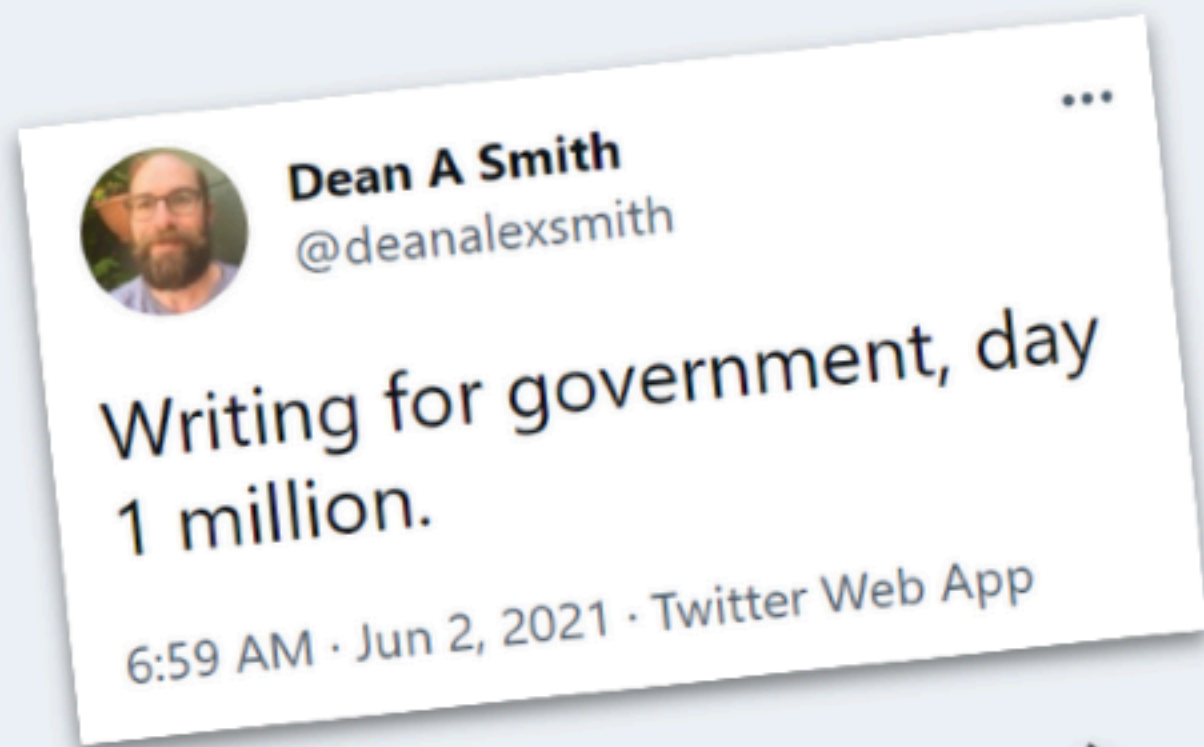 Dean A Smith
@deanalexsmith
Writing for government, day
1 million.
6:59 AM · Jun 2, 2021 · Twitter Web App